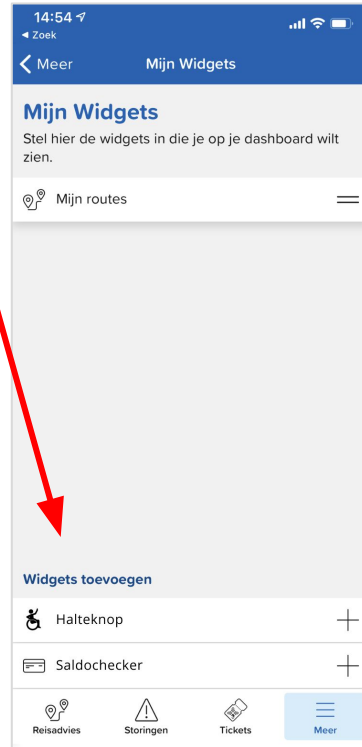 14:54
◀ Zoek
Meer
Mijn Widgets
Mijn Widgets
Stel hier de widgets in die je op je dashboard wilt
zien.
Mijn routes
Widgets toevoegen
Halteknop
Saldochecker
Reisadvies
Storingen
Tickets
Meer